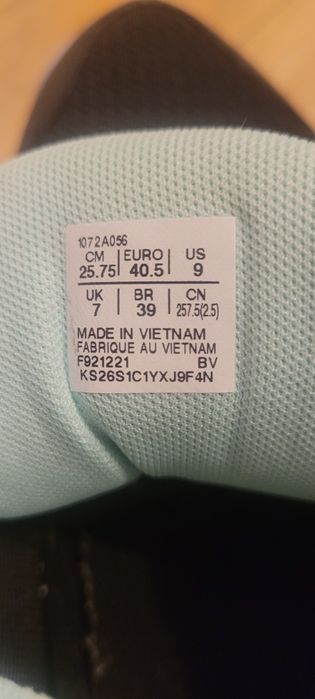 1072A056
CM | EURO | US
25.75 | 40.5 | 9
UK | BR | CN
7 | 39 | 257.5(2.5)
MADE IN VIETNAM
FABRIQUE AU VIETNAM
F921221 BV
KS26S1C1YXJ9F4N